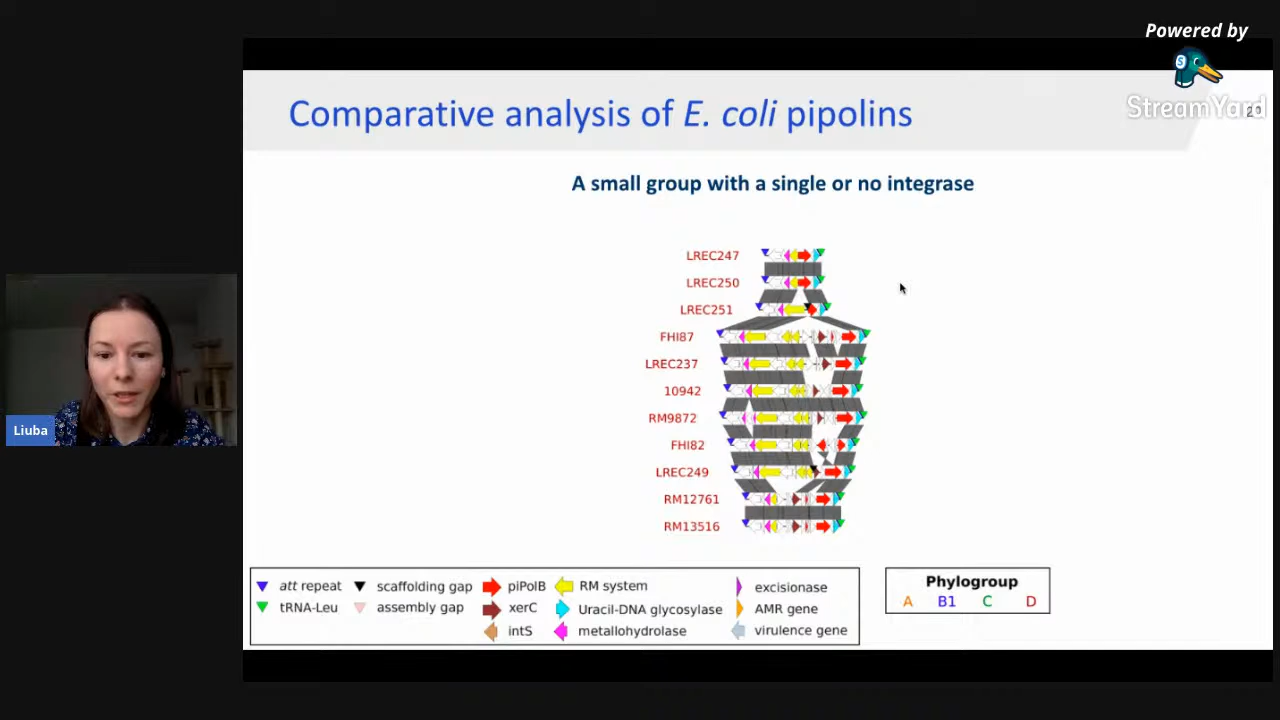 Powered by
StreamYard
Comparative analysis of E. coli pipolins
A small group with a single or no integrase
LREC247
LREC250
LREC251
FHI87
LREC237
10942
RM9872
FHI82
LREC249
RM12761
RM13516
Liuba
att repeat
scaffolding gap
piPolB
RM system
excisionase
tRNA-Leu
assembly gap
xerC
Uracil-DNA glycosylase
AMR gene
intS
metallohydrolase
virulence gene
Phylogroup
A B1 C D